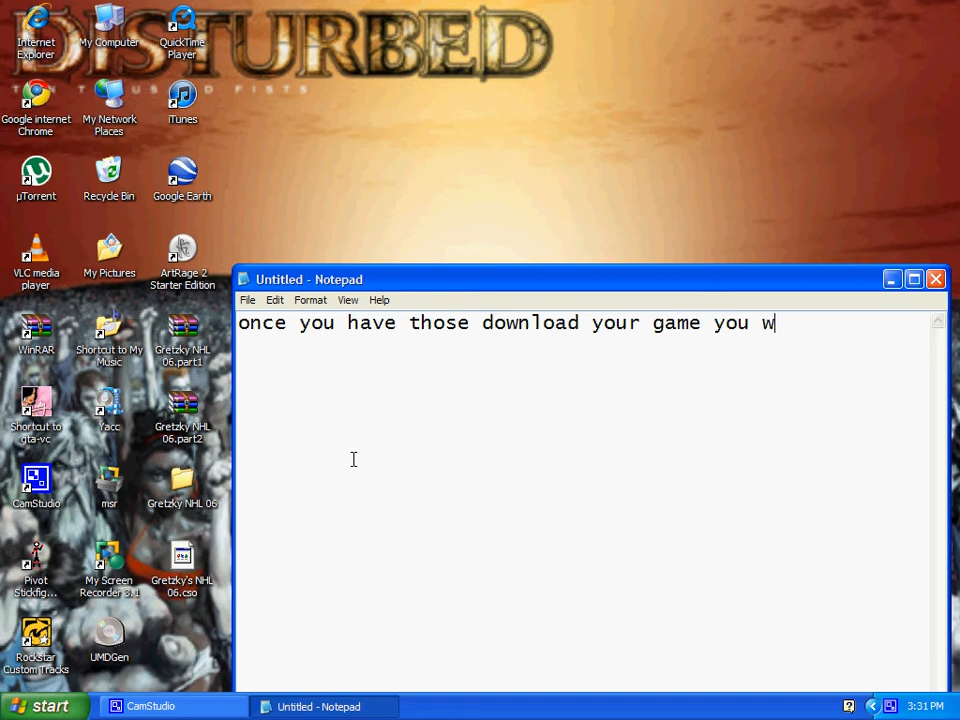 DISTURBED
TEN THOUSAND FISTS
Internet
Explorer
My Computer
QuickTime
Player
Google internet
Chrome
My Network
Places
iTunes
µTorrent
Recycle Bin
Google Earth
VLC media
player
My Pictures
ArtRage 2
Starter Edition
WinRAR
Shortcut to My
Music
Gretzky NHL
06.part1
Shortcut to
gta-vc
Yacc
Gretzky NHL
06.part2
CamStudio
msr
Gretzky NHL 06
Pivot
Stickfig...
My Screen
Recorder 3.1
Gretzky's NHL
06.cso
Rockstar
Custom Tracks
UMDGen
Untitled - Notepad
File Edit Format View Help
once you have those download your game you w
start
CamStudio
Untitled - Notepad
3:31 PM